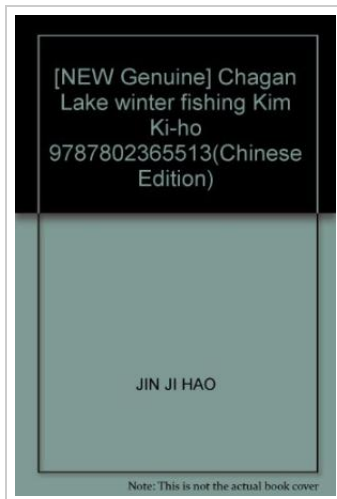 [NEW Genuine] Chagan
Lake winter fishing Kim
Ki-ho
9787802365513(Chinese
Edition)
JIN JI HAO
Note: This is not the actual book cover